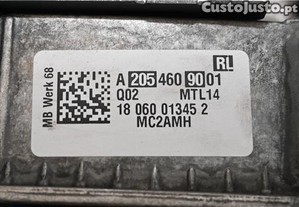 CustoJusto.pt
RL
MB Werk 68
A 205 460 90 01
Q02 MTL14
18 060 01345 2
MC2AMH